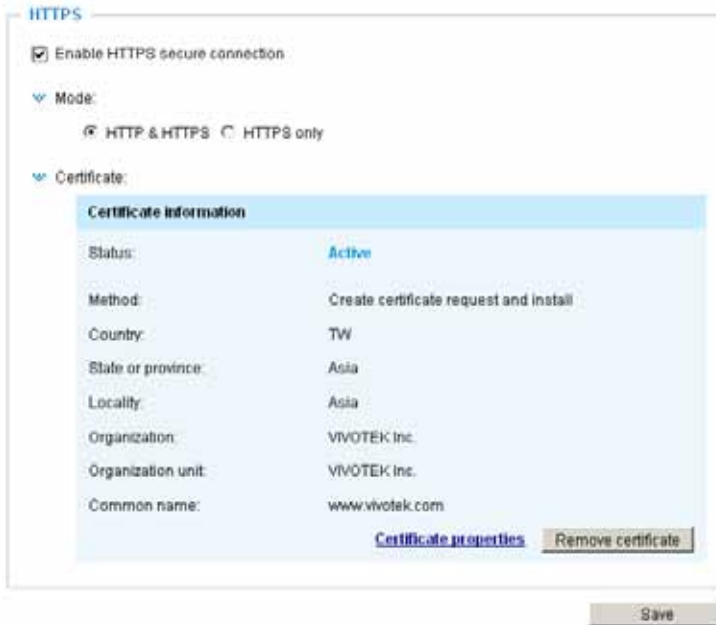 HTTPS
Enable HTTPS secure connection
Mode:
HTTP & HTTPS HTTPS only
Certificate:
Certificate information
Status: Active
Method: Create certificate request and install
Country: TW
State or province: Asia
Locality: Asia
Organization: VIVOTEK Inc.
Organization unit: VIVOTEK Inc.
Common name: www.vivotek.com
Certificate properties Remove certificate
Save